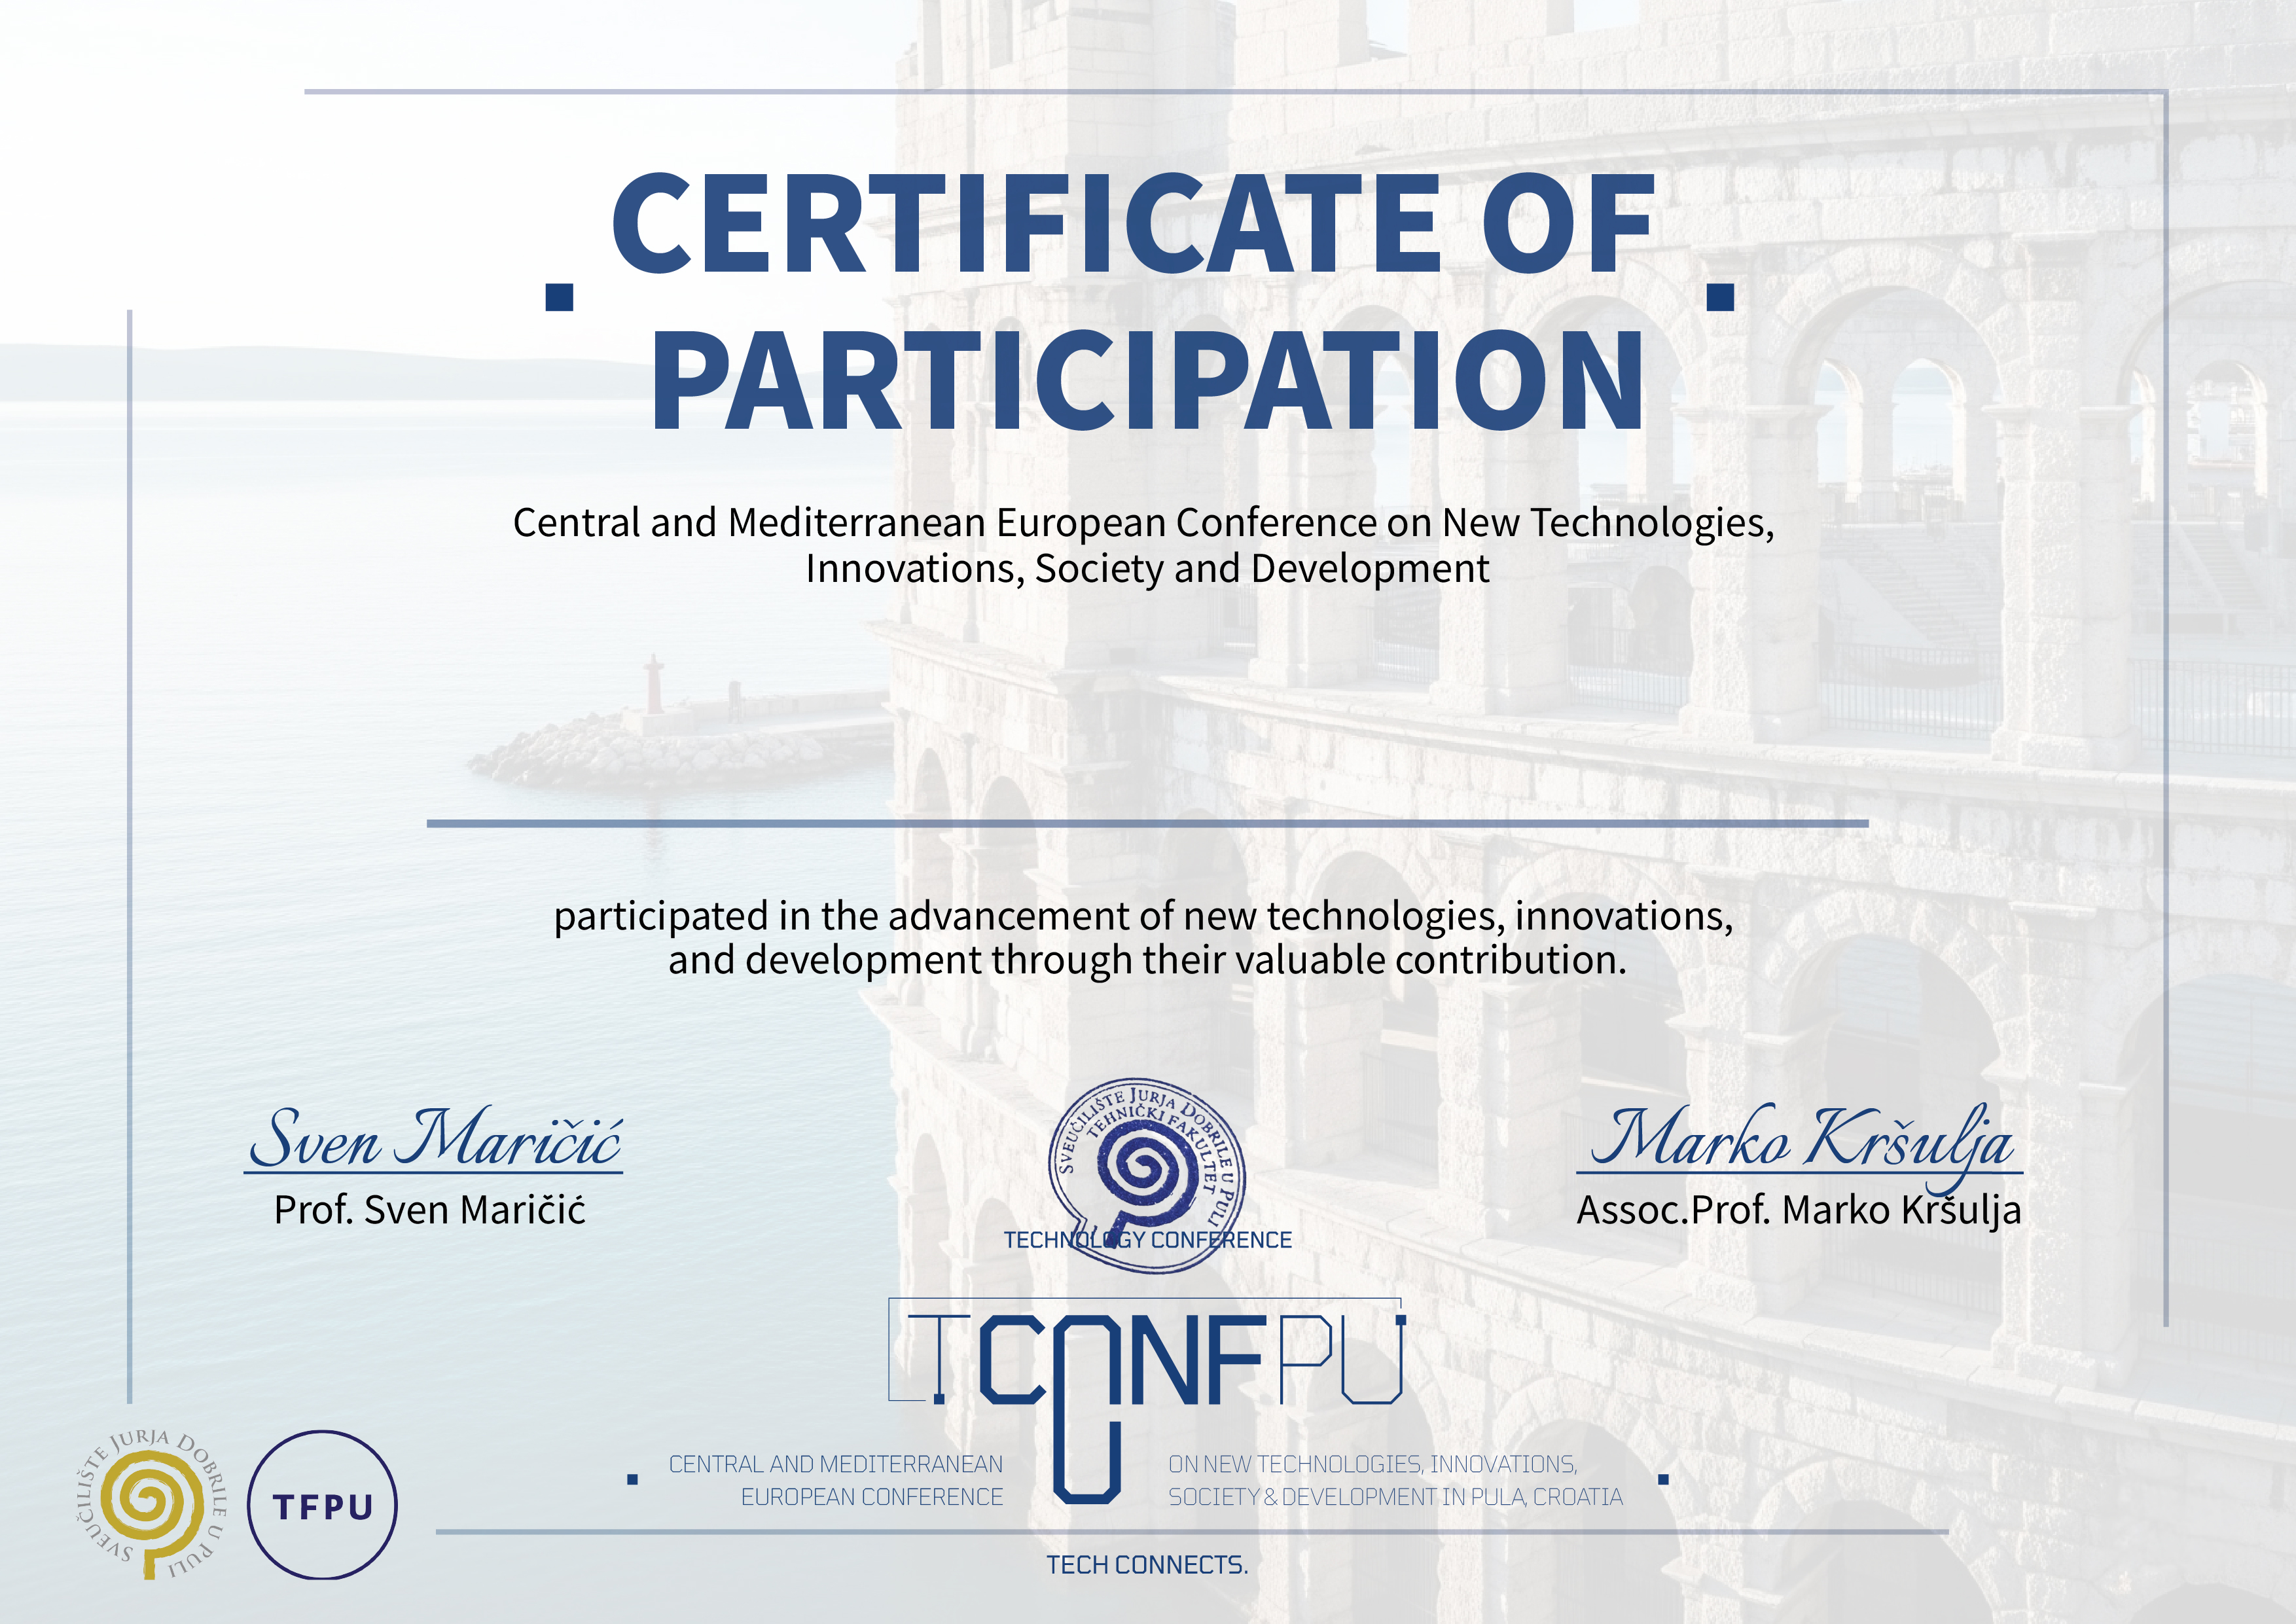 CERTIFICATE OF
PARTICIPATION
Central and Mediterranean European Conference on New Technologies,
Innovations, Society and Development
participated in the advancement of new technologies, innovations,
and development through their valuable contribution.
Sven Maričić
Prof. Sven Maričić
SVEUČILIŠTE JURJA DOBRILE U PULI
TEHNIČKI FAKULTET
TECHNOLOGY CONFERENCE
Marko Kršulja
Assoc.Prof. Marko Kršulja
TCONFPU
CENTRAL AND MEDITERRANEAN
EUROPEAN CONFERENCE
ON NEW TECHNOLOGIES, INNOVATIONS,
SOCIETY & DEVELOPMENT IN PULA, CROATIA
SVEUČILIŠTE JURJA DOBRILE U PULI
TFPU
TECH CONNECTS.